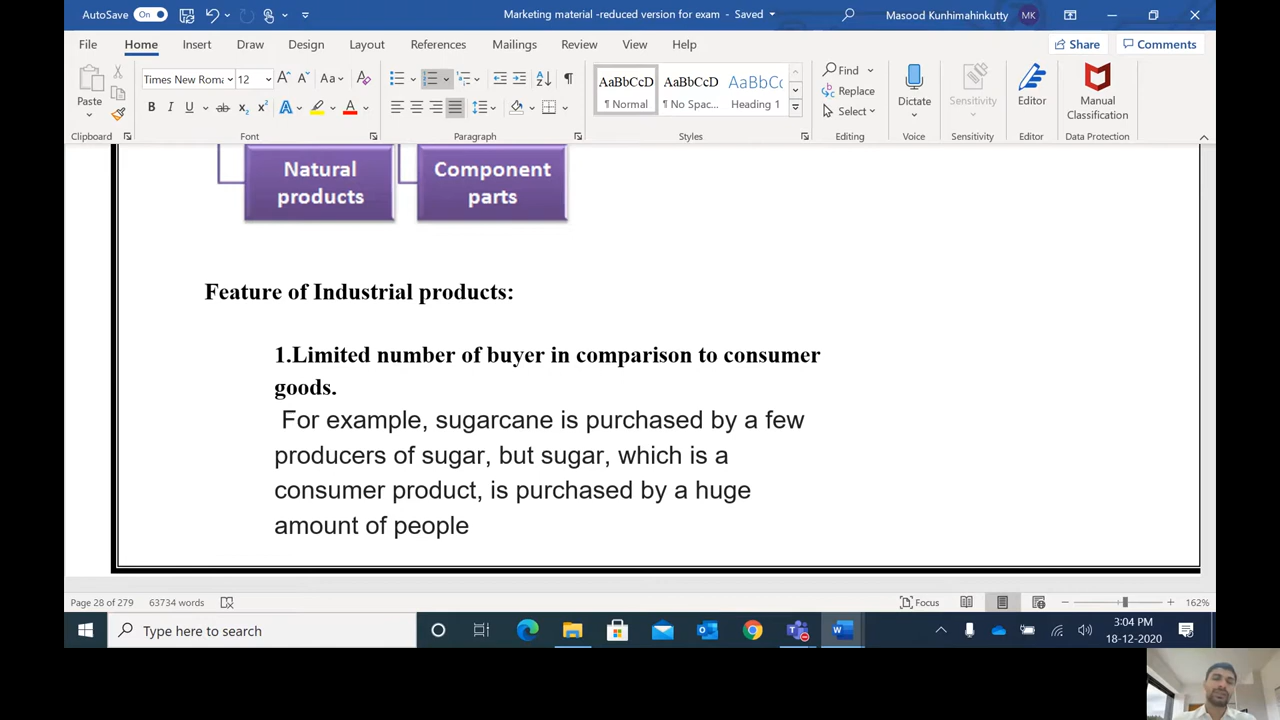 AutoSave On Marketing material -reduced version for exam - Saved Masood Kunhimahinkutty MK
File Home Insert Draw Design Layout References Mailings Review View Help Share Comments
Times New Roma 12 Aa AaBbCcD AaBbCcD AaBbCc Find
Paste B I U ab x₂ x² A A ¶ Normal ¶ No Spac... Heading 1 Replace Dictate Sensitivity Editor Manual
Select Classification
Clipboard Font Paragraph Styles Editing Voice Sensitivity Editor Data Protection
Natural
products
Component
parts
Feature of Industrial products:
1.Limited number of buyer in comparison to consumer
goods.
For example, sugarcane is purchased by a few
producers of sugar, but sugar, which is a
consumer product, is purchased by a huge
amount of people
Page 28 of 279 63734 words Focus 162%
Type here to search 3:04 PM
18-12-2020